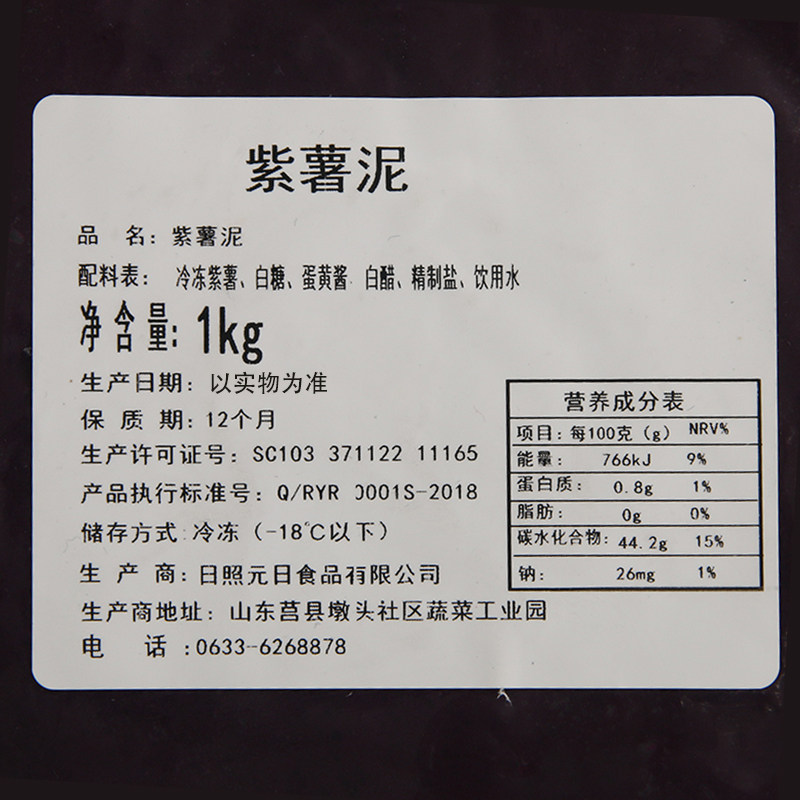 紫薯泥
品 名：紫薯泥
配料表： 冷冻紫薯、白糖、蛋黄酱 白醋、精制盐、饮用水
净含量：1kg
生产日期： 以实物为准
保 质 期：12个月
生产许可证号：SC103 371122 11165
产品执行标准号：Q/RYR 0001S-2018
储存方式:冷冻（-18℃以下）
生 产 商：日照元日食品有限公司
生产商地址：山东莒县墩头社区蔬菜工业园
电 话:0633-6268878
营养成分表
项目：每100克（g） NRV%
能量： 766kJ 9%
蛋白质： 0.8g 1%
脂肪： 0g 0%
碳水化合物： 44.2g 15%
钠： 26mg 1%